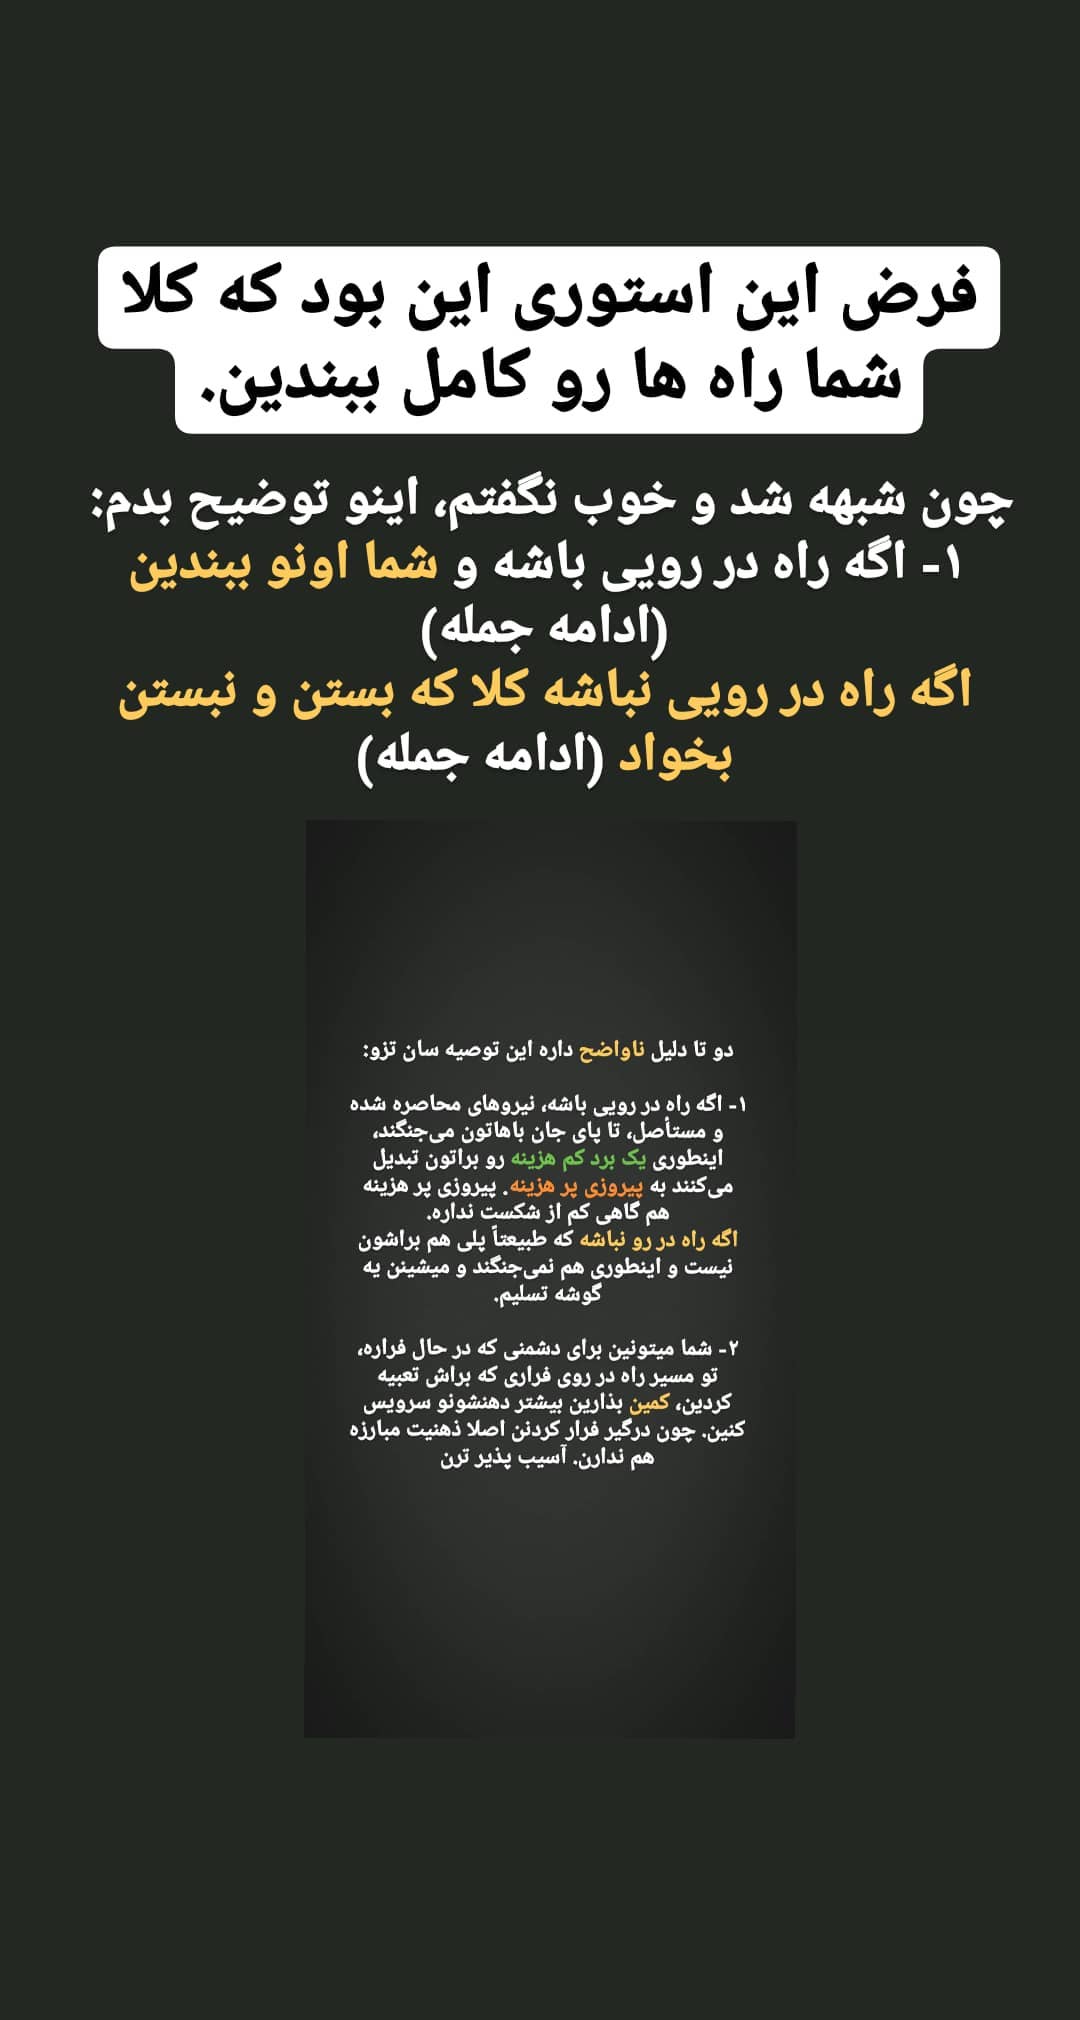 فرض این استوری این بود که کلا
شما راه ها رو کامل ببندین.
چون شبهه شد و خوب نگفتم، اینو توضیح بدم:
۱- اگه راه در رویی باشه و شما اونو ببندین
(ادامه جمله)
اگه راه در رویی نباشه کلا که بستن و نبستن
بخواد (ادامه جمله)
دو تا دلیل ناواضح داره این توصیه سان تزو:
۱- اگه راه در رویی باشه، نیروهای محاصره شده
و مستأصل، تا پای جان باهاتون می‌جنگند،
اینطوری یک برد کم هزینه رو براتون تبدیل
می‌کنند به پیروزی پر هزینه. پیروزی پر هزینه
هم گاهی کم از شکست نداره.
اگه راه در رو نباشه که طبیعتاً پلی هم براشون
نیست و اینطوری هم نمی‌جنگند و میشینن یه
گوشه تسلیم.
۲- شما میتونین برای دشمنی که در حال فراره،
تو مسیر راه در روی فراری که براش تعبیه
کردین، کمین بذارین بیشتر دهنشونو سرویس
کنین. چون درگیر فرار کردنن اصلا ذهنیت مبارزه
هم ندارن. آسیب پذیر ترن